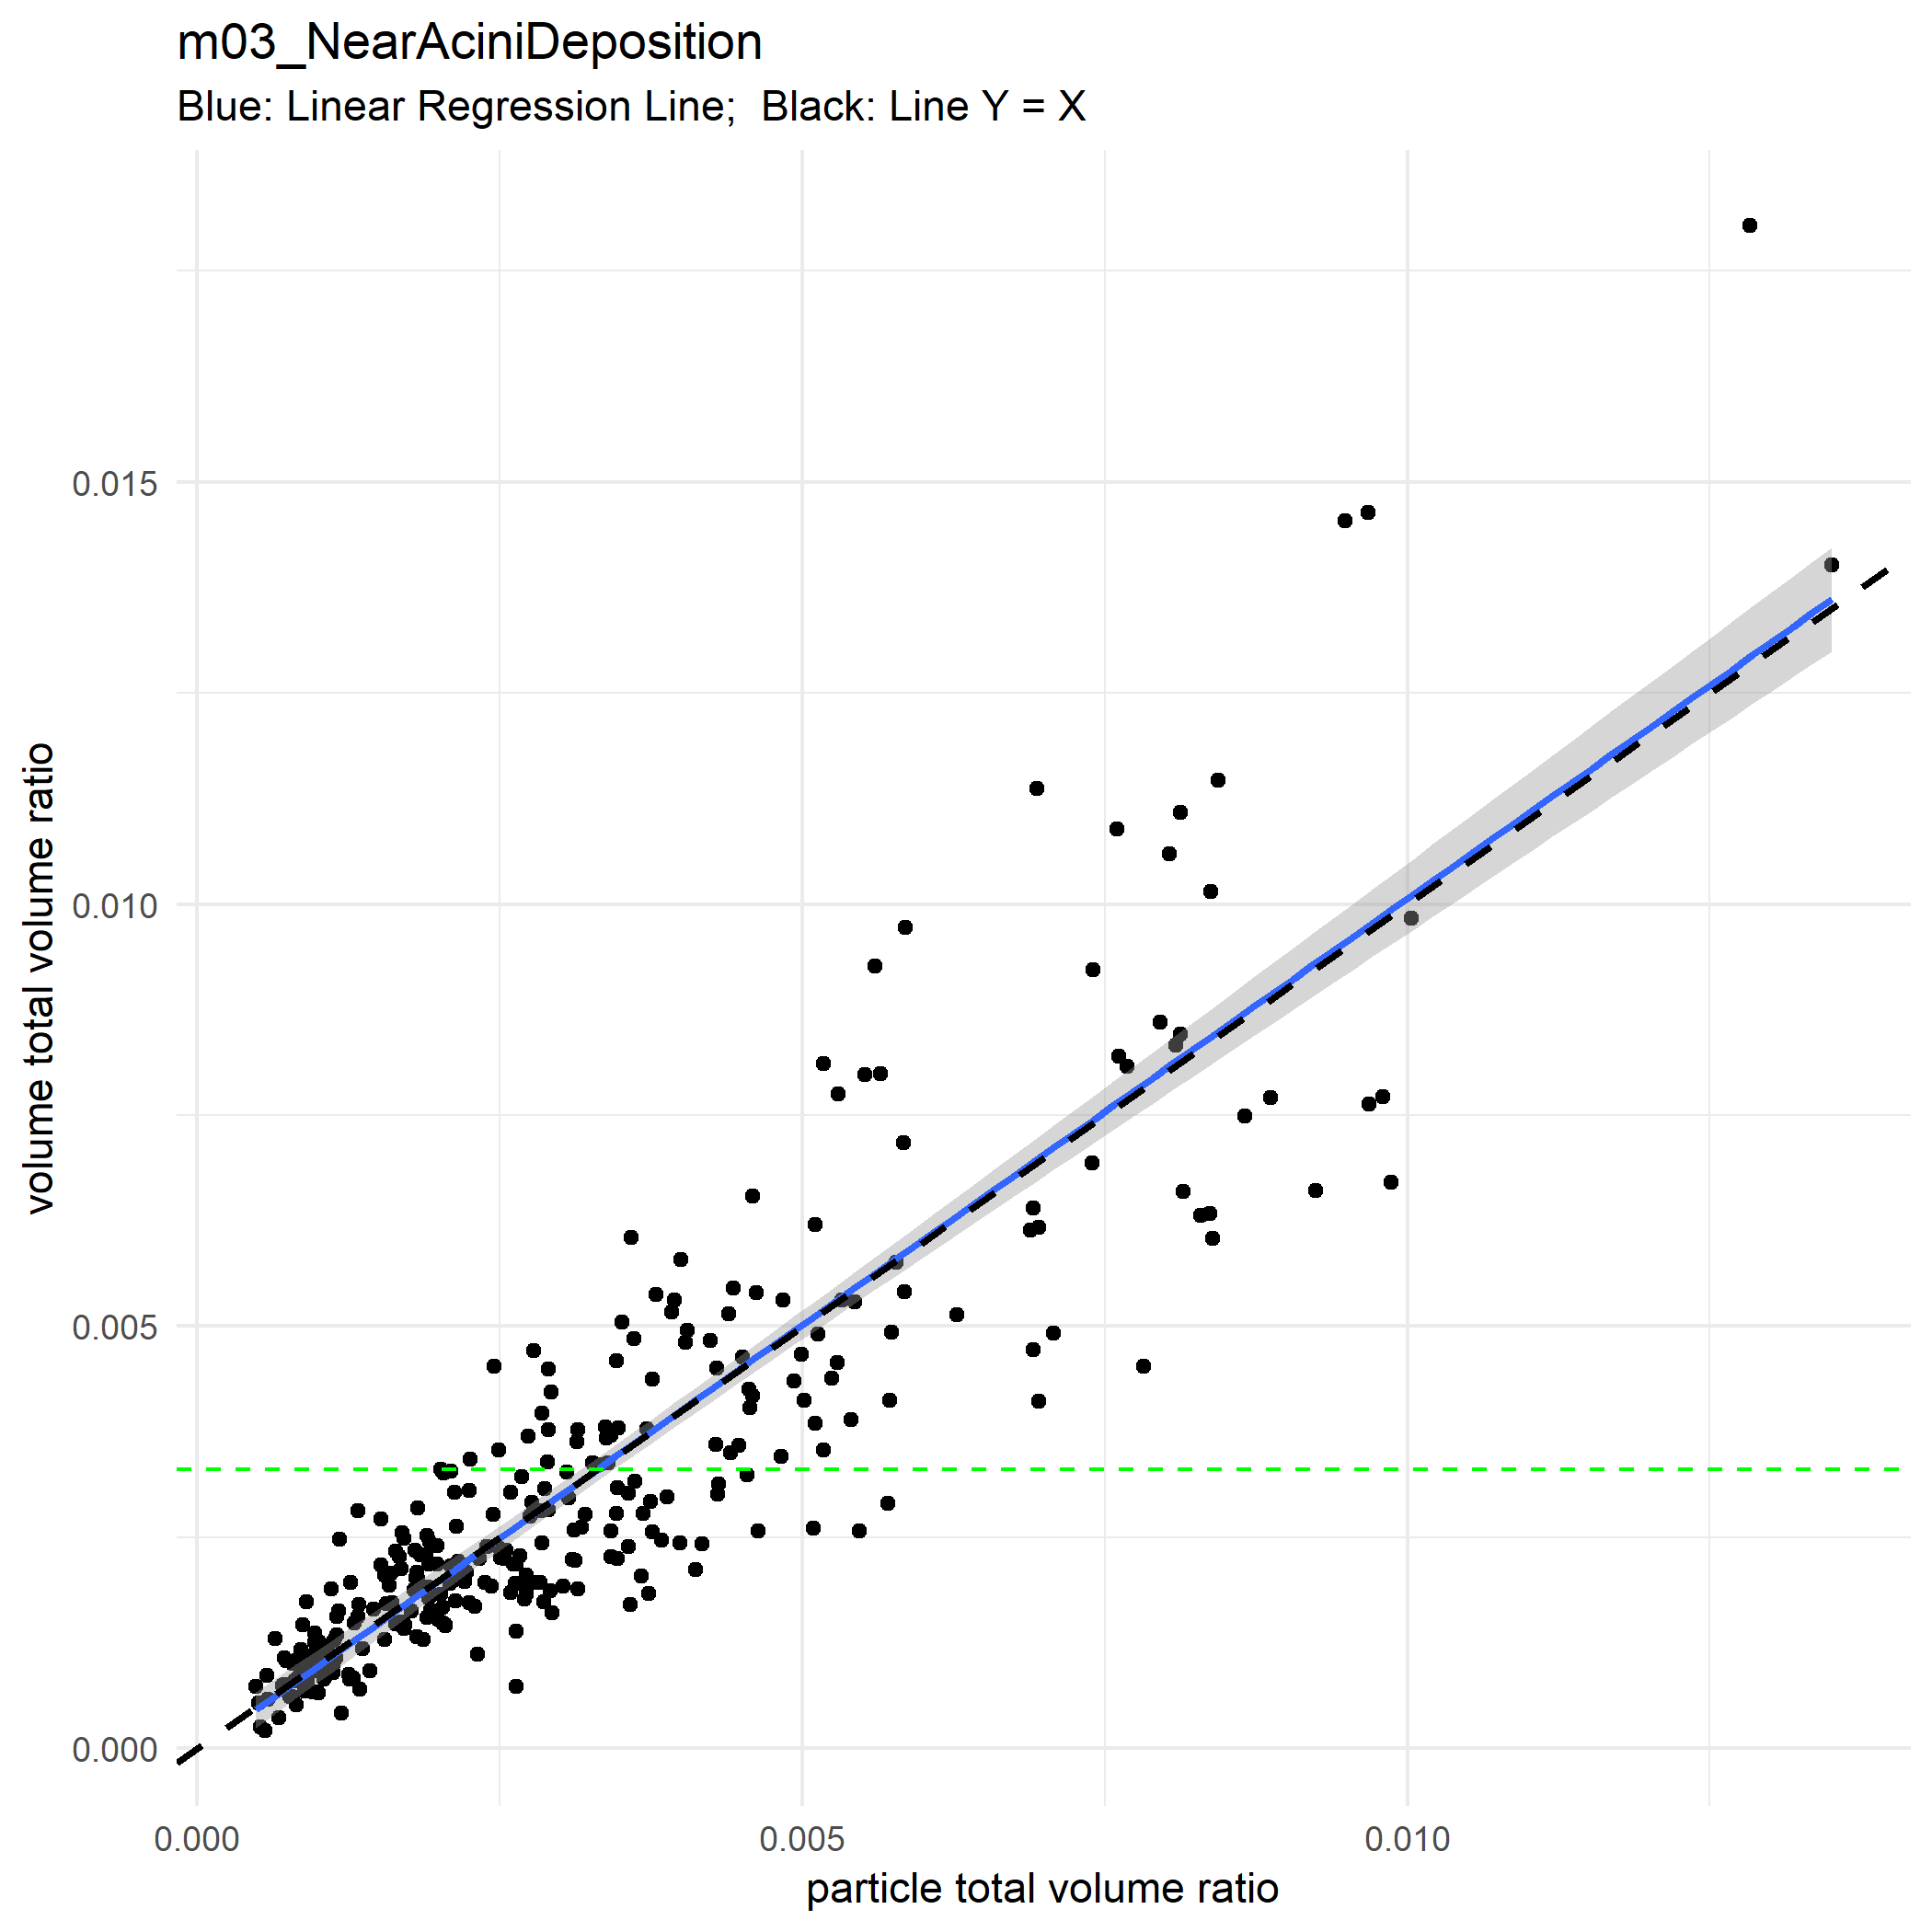 m03_NearAciniDeposition
Blue: Linear Regression Line;  Black: Line Y = X
volume total volume ratio
0.015
0.010
0.005
0.000
0.000
0.005
0.010
particle total volume ratio